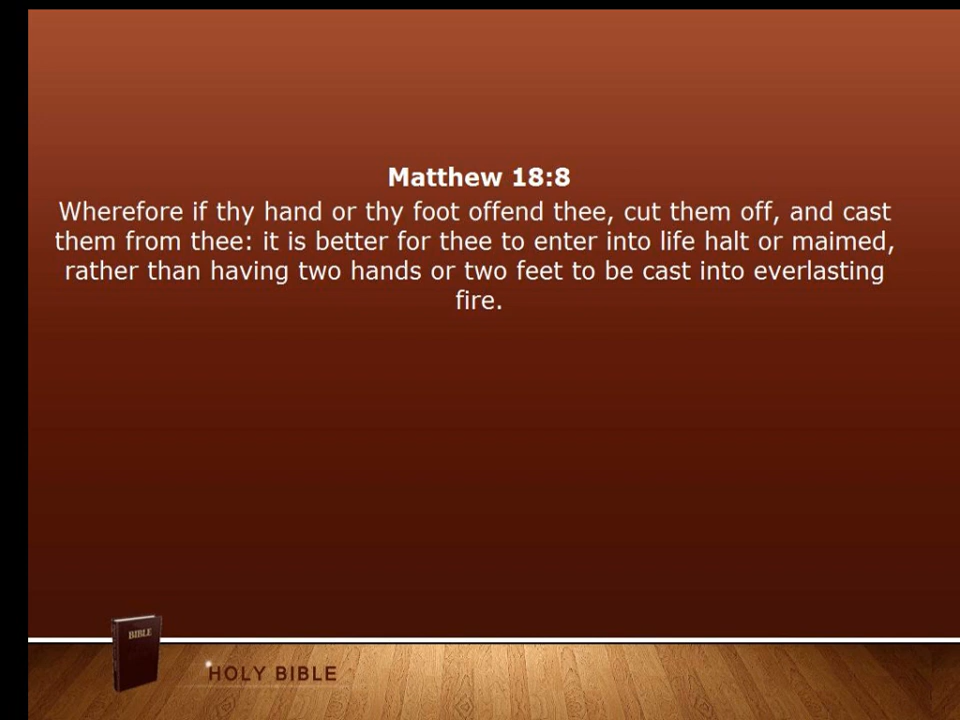 Matthew 18:8
Wherefore if thy hand or thy foot offend thee, cut them off, and cast
them from thee: it is better for thee to enter into life halt or maimed,
rather than having two hands or two feet to be cast into everlasting
fire.
BIBLE
HOLY BIBLE